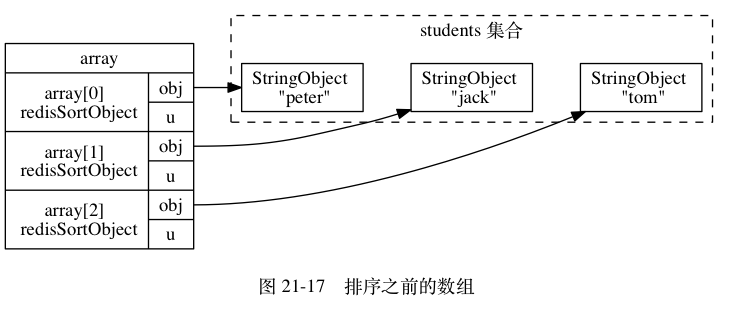 students 集合
array
array[0]
redisSortObject
obj
u
StringObject
"peter"
StringObject
"jack"
StringObject
"tom"
array[1]
redisSortObject
obj
u
array[2]
redisSortObject
obj
u
图 21-17 排序之前的数组